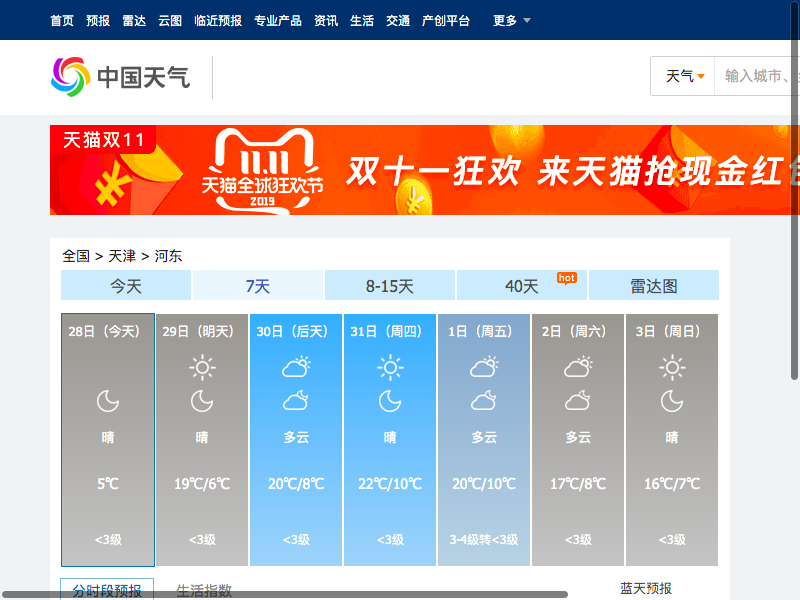 首页 预报 雷达 云图 临近预报 专业产品 资讯 生活 交通 产创平台 更多
中国天气
天气 输入城市、
天猫双11
天猫全球狂欢节
2019
双十一狂欢 来天猫抢现金红包
全国 > 天津 > 河东
今天 7天 8-15天 40天 hot 雷达图
28日（今天） 29日（明天） 30日（后天） 31日（周四） 1日（周五） 2日（周六） 3日（周日）
晴 晴 多云 晴 多云 多云 晴
5℃ 19℃/6℃ 20℃/8℃ 22℃/10℃ 20℃/10℃ 17℃/8℃ 16℃/7℃
<3级 <3级 <3级 <3级 3-4级转<3级 <3级 <3级
分时段预报 生活指数 蓝天预报